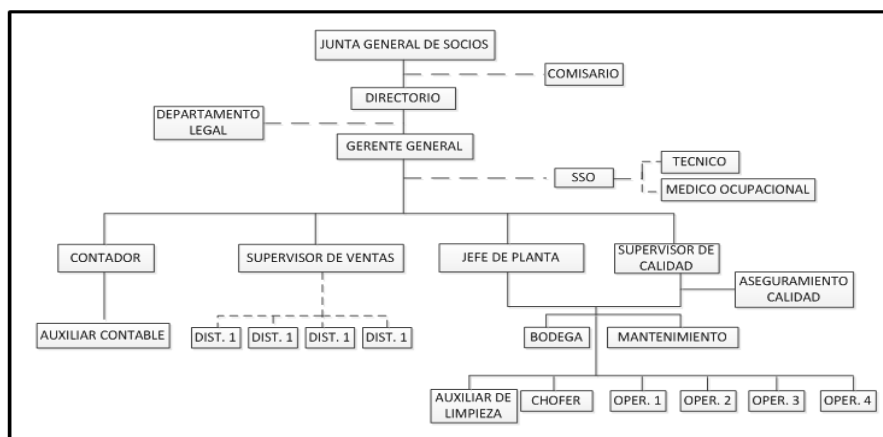 JUNTA GENERAL DE SOCIOS
COMISARIO
DIRECTORIO
DEPARTAMENTO
LEGAL
GERENTE GENERAL
TECNICO
SSO
MEDICO OCUPACIONAL
CONTADOR
SUPERVISOR DE VENTAS
JEFE DE PLANTA
SUPERVISOR DE
CALIDAD
ASEGURAMIENTO
CALIDAD
AUXILIAR CONTABLE
DIST. 1
DIST. 1
DIST. 1
DIST. 1
BODEGA
MANTENIMIENTO
AUXILIAR DE
LIMPIEZA
CHOFER
OPER. 1
OPER. 2
OPER. 3
OPER. 4